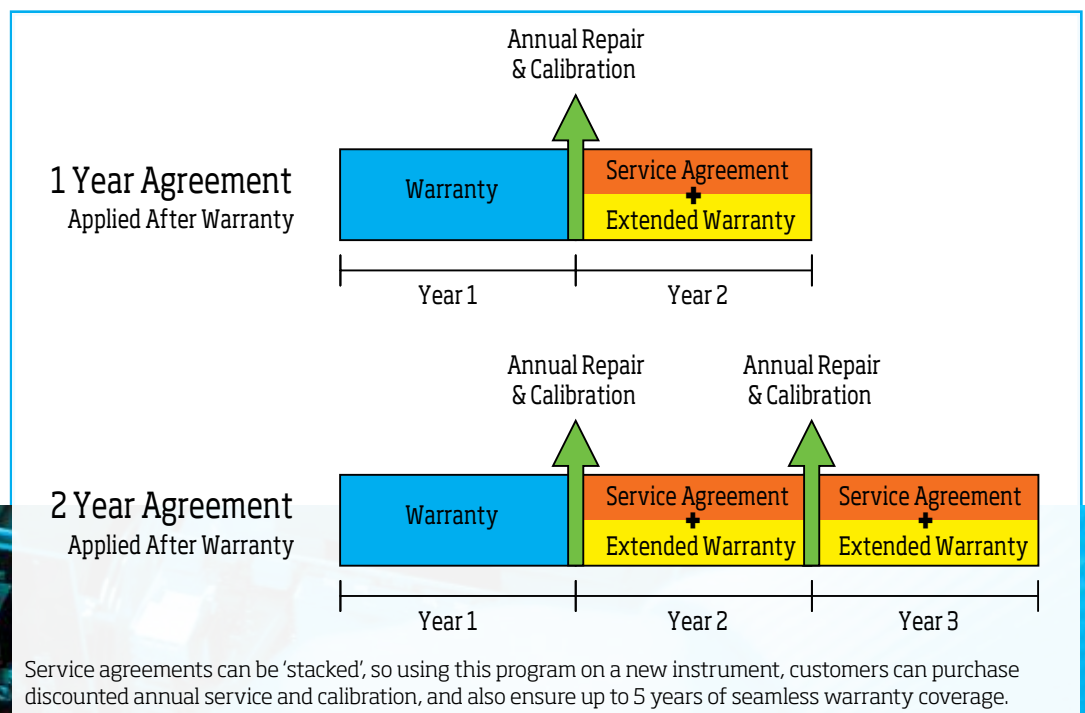 Annual Repair
& Calibration
1 Year Agreement
Applied After Warranty
Warranty
Service Agreement
+
Extended Warranty
Year 1
Year 2
Annual Repair
& Calibration
Annual Repair
& Calibration
2 Year Agreement
Applied After Warranty
Warranty
Service Agreement
+
Extended Warranty
Service Agreement
+
Extended Warranty
Year 1
Year 2
Year 3
Service agreements can be ‘stacked’, so using this program on a new instrument, customers can purchase
discounted annual service and calibration, and also ensure up to 5 years of seamless warranty coverage.